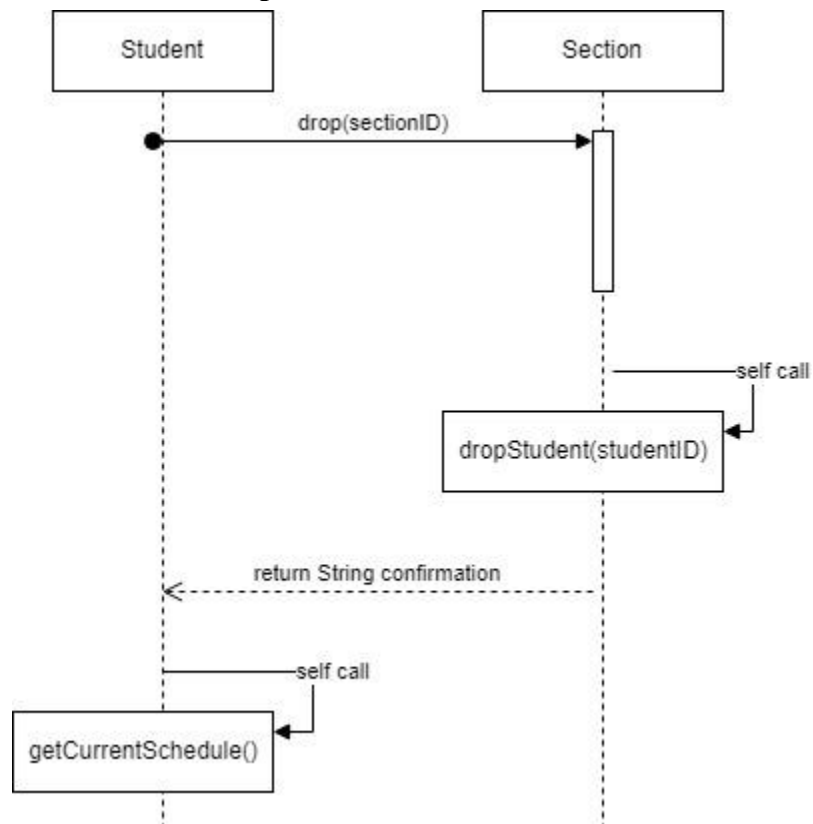 Student
Section
drop(sectionID)
self call
dropStudent(studentID)
return String confirmation
self call
getCurrentSchedule()